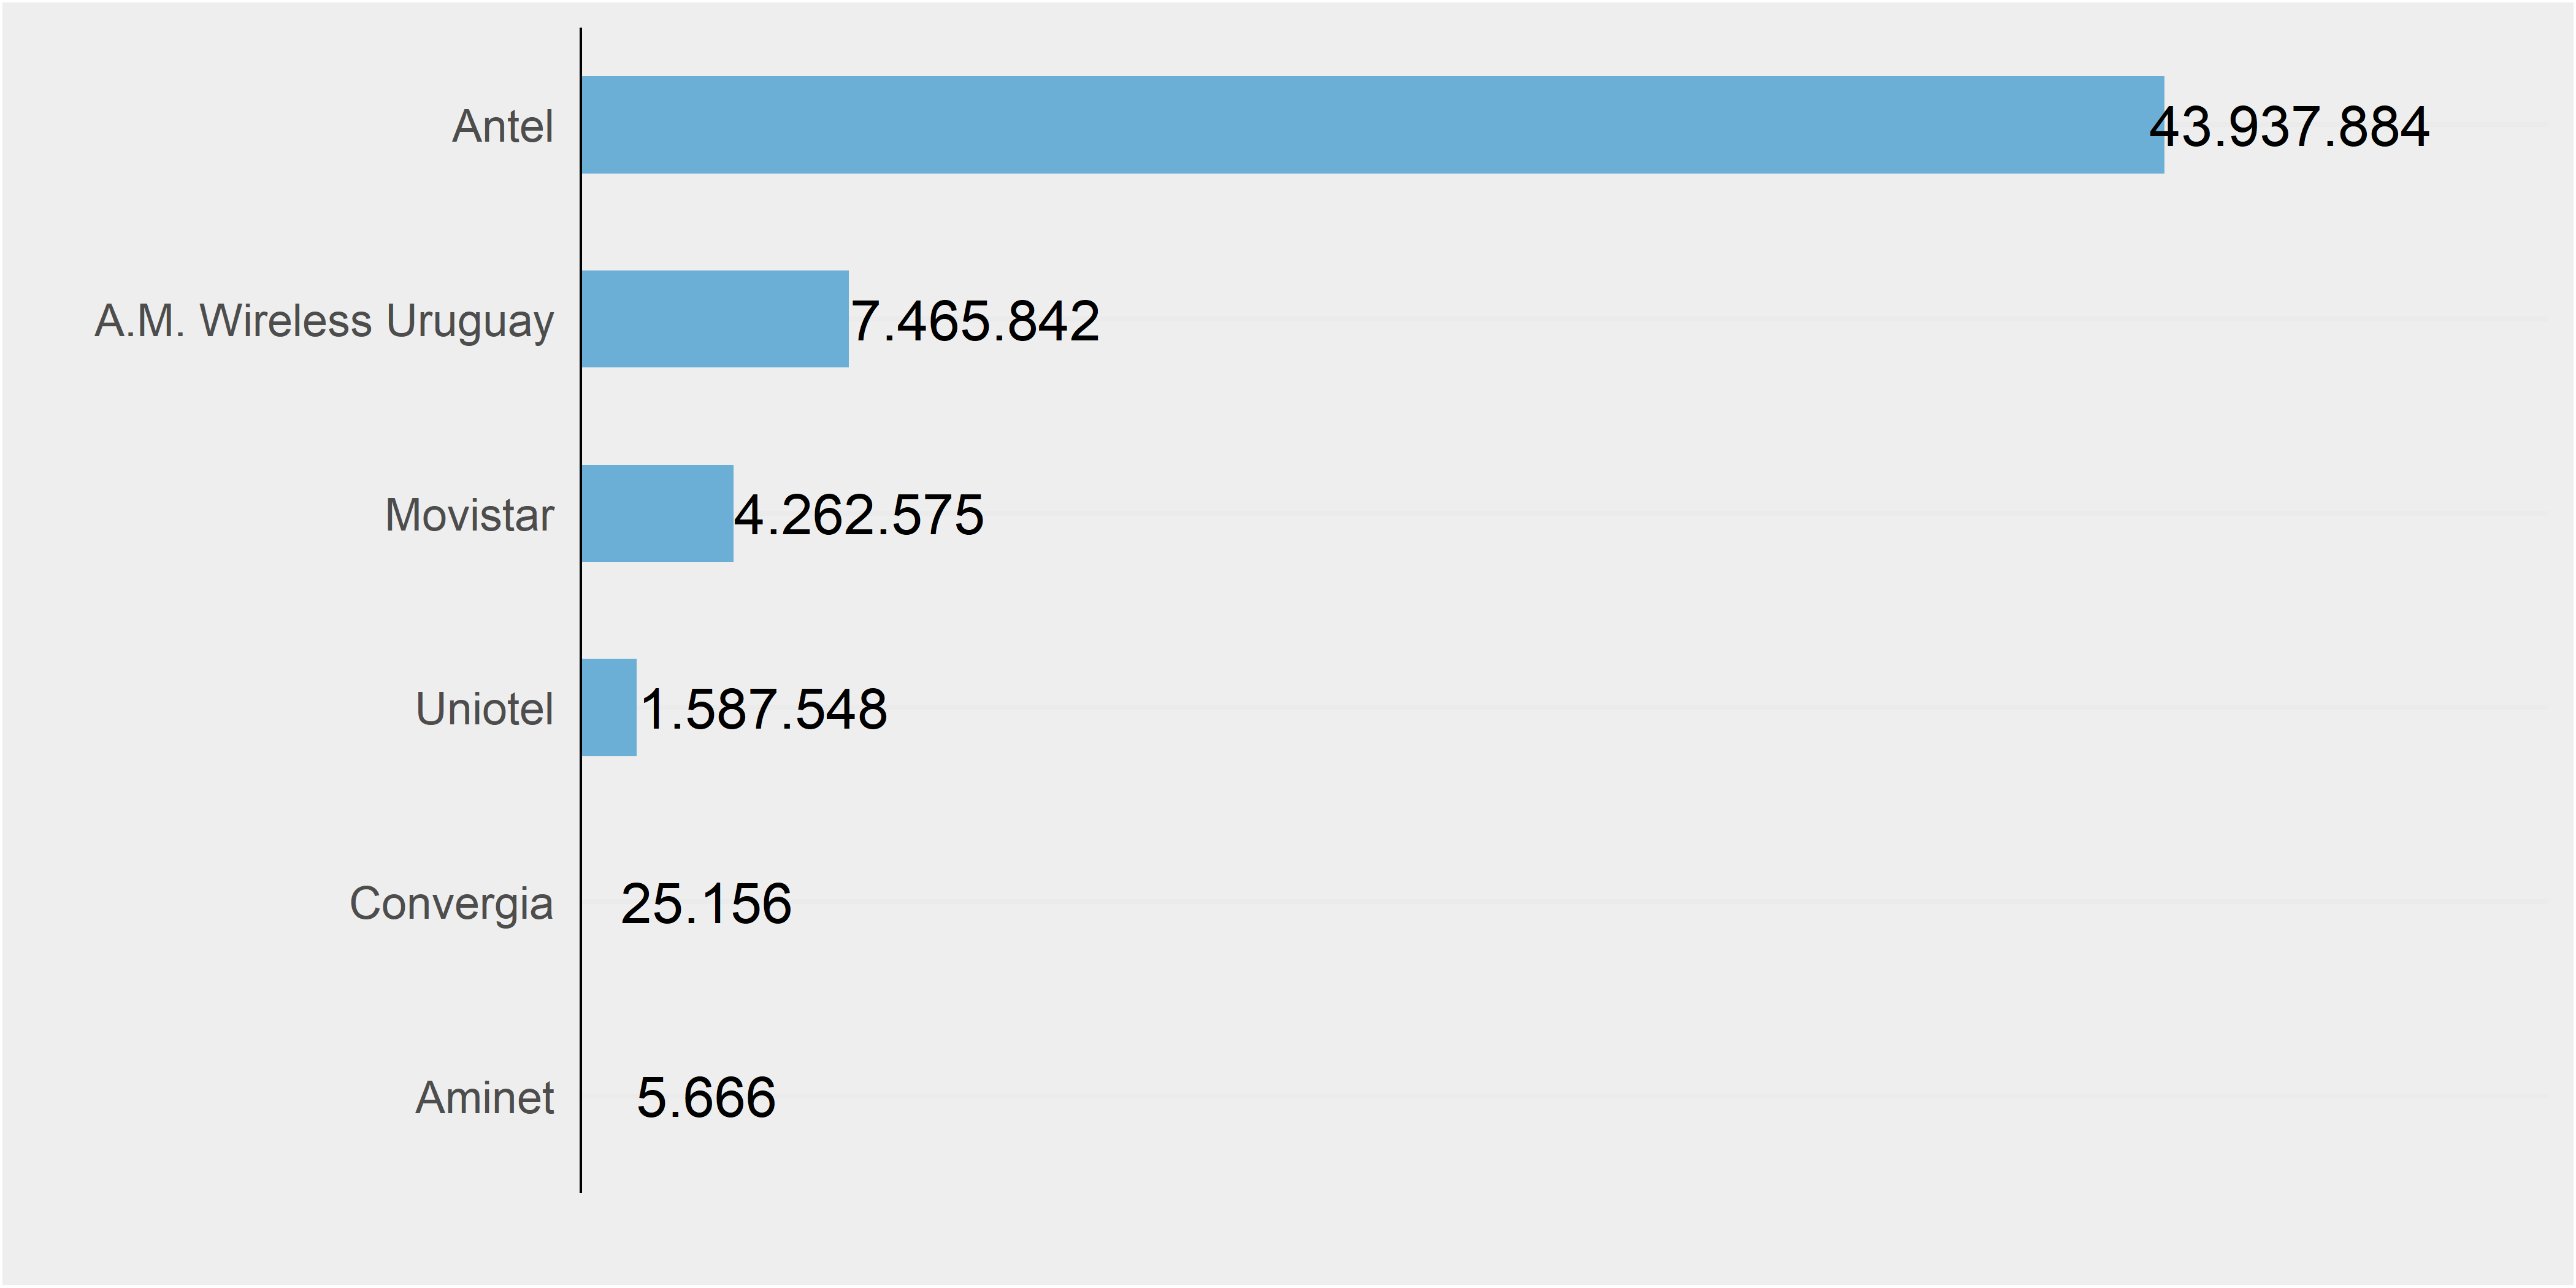 Antel 43.937.884
A.M. Wireless Uruguay 7.465.842
Movistar 4.262.575
Uniotel 1.587.548
Convergia 25.156
Aminet 5.666